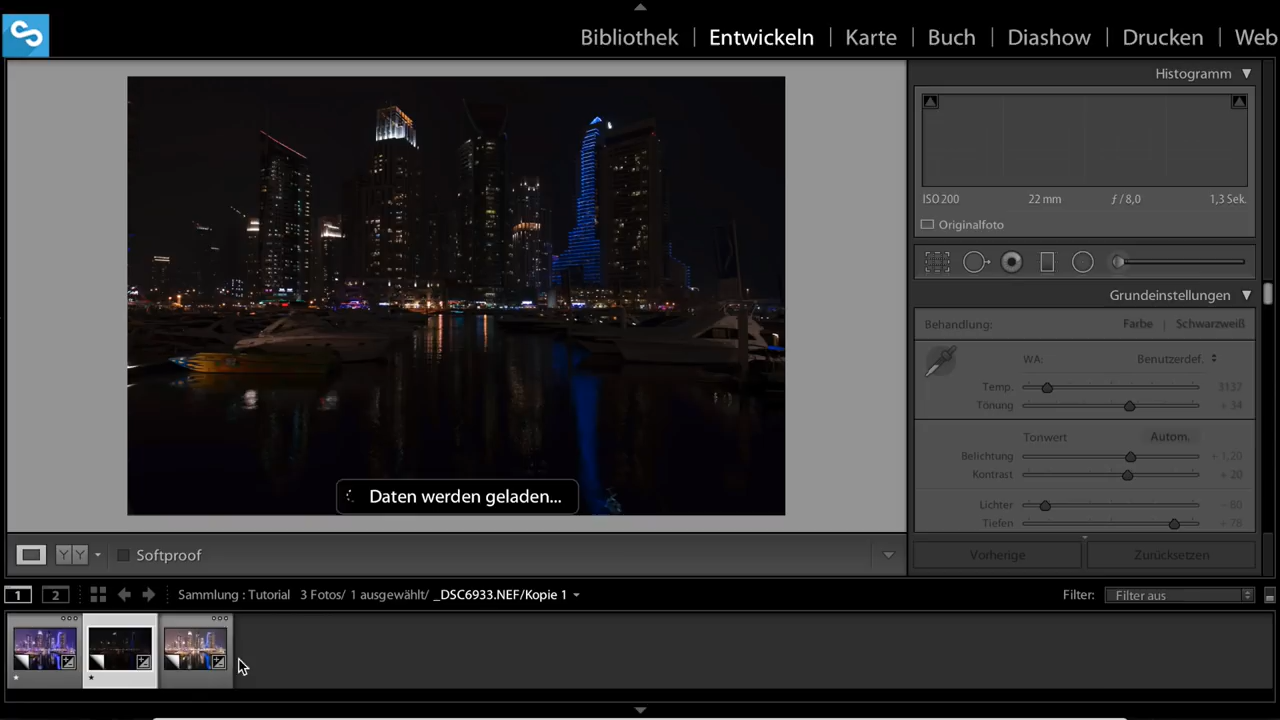 Bibliothek | Entwickeln | Karte | Buch | Diashow | Drucken | Web
Histogramm
ISO 200 22 mm ƒ / 8,0 1,3 Sek.
Originalfoto
Grundeinstellungen
Behandlung: Farbe | Schwarzweiß
WA: Benutzerdef.
Temp. 3137
Tönung + 34
Tonwert Autom.
Belichtung + 1,20
Kontrast + 20
Lichter − 80
Tiefen + 78
Daten werden geladen...
Vorherige Zurücksetzen
Y Y Softproof
1 2 Sammlung : Tutorial 3 Fotos/ 1 ausgewählt/ _DSC6933.NEF/Kopie 1 Filter: Filter aus